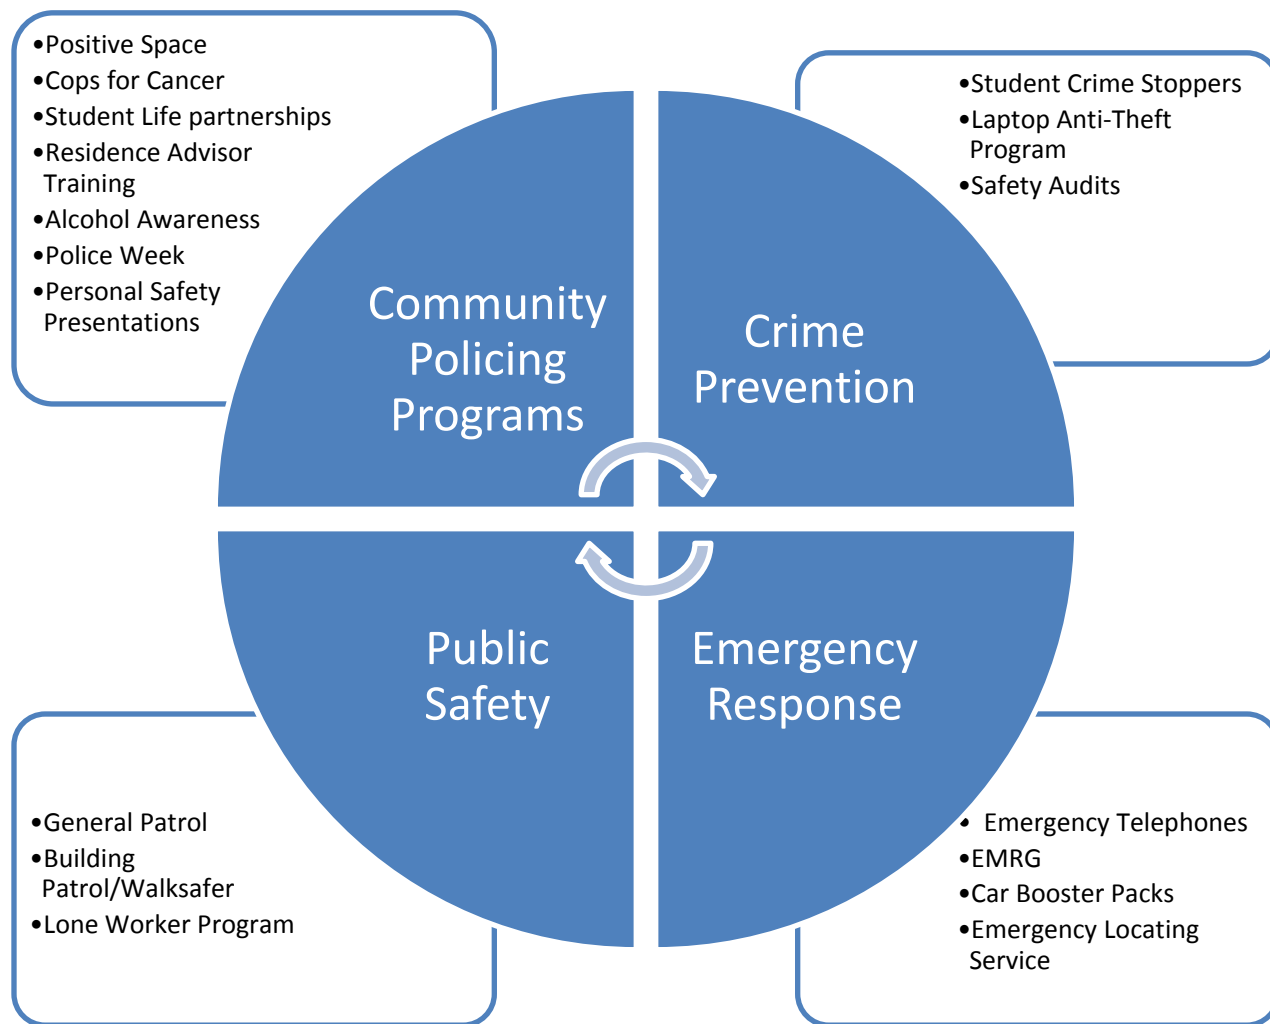 •Positive Space
•Cops for Cancer
•Student Life partnerships
•Residence Advisor
Training
•Alcohol Awareness
•Police Week
•Personal Safety
Presentations
•Student Crime Stoppers
•Laptop Anti-Theft
Program
•Safety Audits
Community
Policing
Programs
Crime
Prevention
Public
Safety
Emergency
Response
•General Patrol
•Building
Patrol/Walksafer
•Lone Worker Program
• Emergency Telephones
•EMRG
•Car Booster Packs
•Emergency Locating
Service